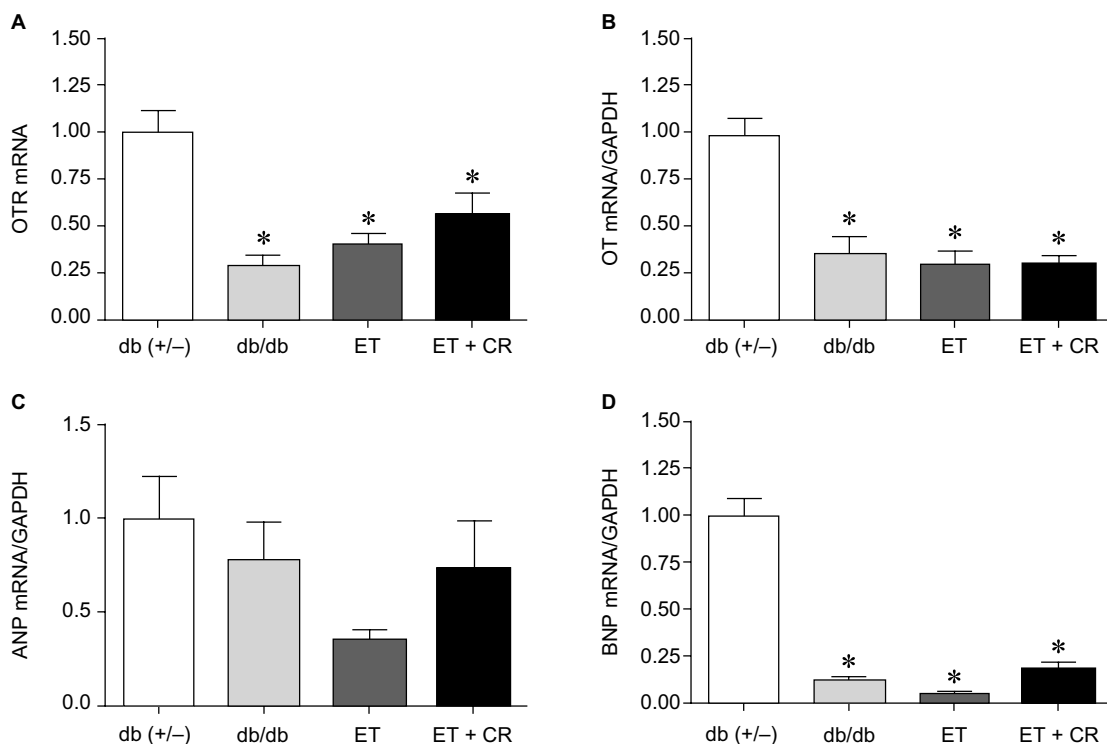 A
1.50
1.25
1.00
0.75
0.50
0.25
0.00
OTR mRNA
*
*
*
db (+/–) db/db ET ET + CR
B
1.50
1.25
1.00
0.75
0.50
0.25
0.00
OT mRNA/GAPDH
*
*
*
db (+/–) db/db ET ET + CR
C
1.5
1.0
0.5
0.0
ANP mRNA/GAPDH
db (+/–) db/db ET ET + CR
D
1.50
1.25
1.00
0.75
0.50
0.25
0.00
BNP mRNA/GAPDH
*
*
*
db (+/–) db/db ET ET + CR